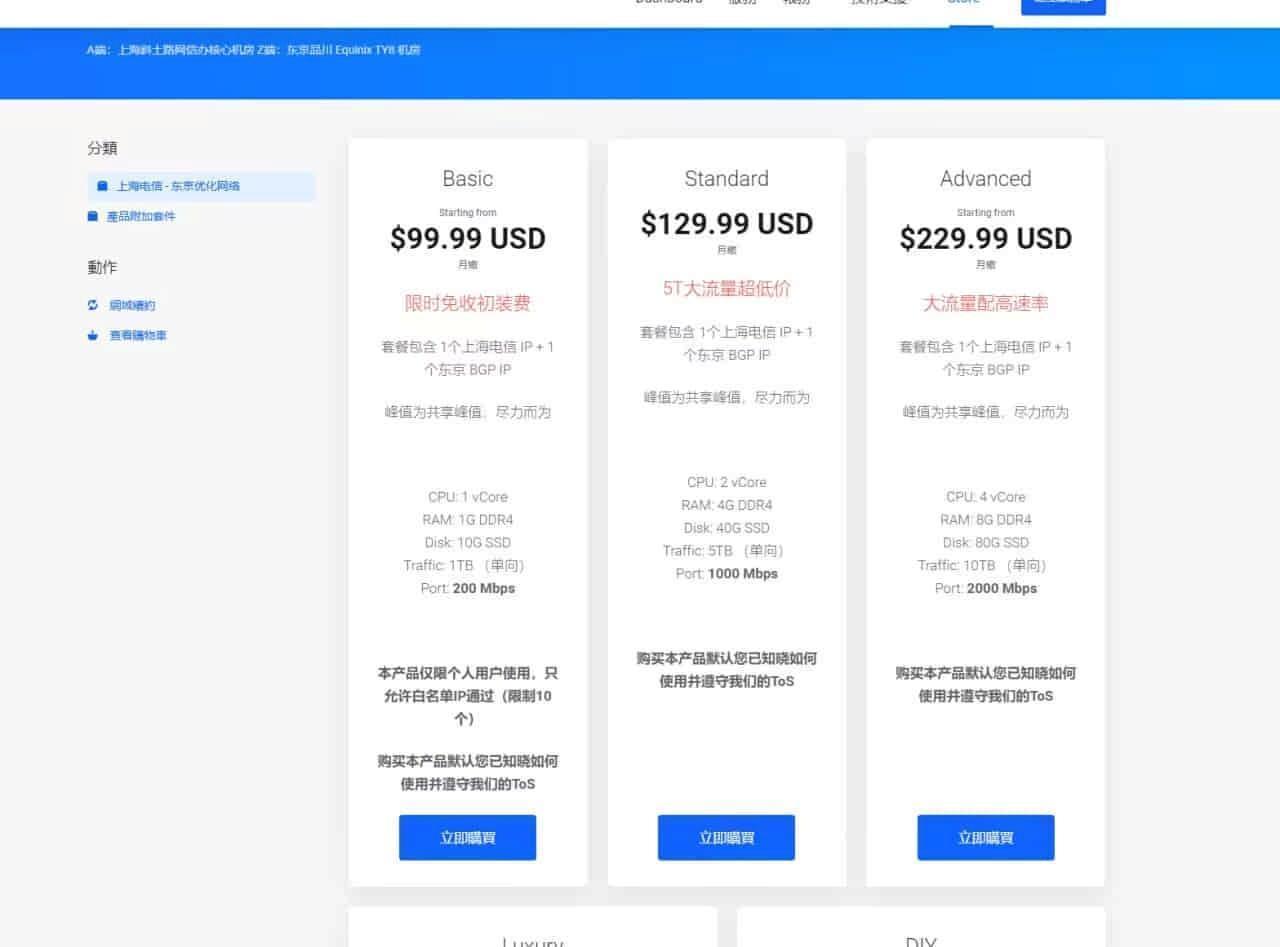 Dashboard
服務
Store
A端：上海斜土路网信办核心机房 Z端：东京品川 Equinix TY8 机房
分類
上海电信 - 东京优化网络
產品附加套件
動作
網域續約
查看購物車
Basic
Starting from
$99.99 USD
月繳
限时免收初装费
套餐包含 1个上海电信 IP + 1
个东京 BGP IP
峰值为共享峰值，尽力而为
CPU: 1 vCore
RAM: 1G DDR4
Disk: 10G SSD
Traffic: 1TB （单向）
Port: 200 Mbps
本产品仅限个人用户使用，只
允许白名单IP通过（限制10
个）
购买本产品默认您已知晓如何
使用并遵守我们的ToS
立即購買
Standard
$129.99 USD
月繳
5T大流量超低价
套餐包含 1个上海电信 IP + 1
个东京 BGP IP
峰值为共享峰值，尽力而为
CPU: 2 vCore
RAM: 4G DDR4
Disk: 40G SSD
Traffic: 5TB （单向）
Port: 1000 Mbps
购买本产品默认您已知晓如何
使用并遵守我们的ToS
立即購買
Advanced
Starting from
$229.99 USD
月繳
大流量配高速率
套餐包含 1个上海电信 IP + 1
个东京 BGP IP
峰值为共享峰值，尽力而为
CPU: 4 vCore
RAM: 8G DDR4
Disk: 80G SSD
Traffic: 10TB （单向）
Port: 2000 Mbps
购买本产品默认您已知晓如何
使用并遵守我们的ToS
立即購買
Luxury
DIY